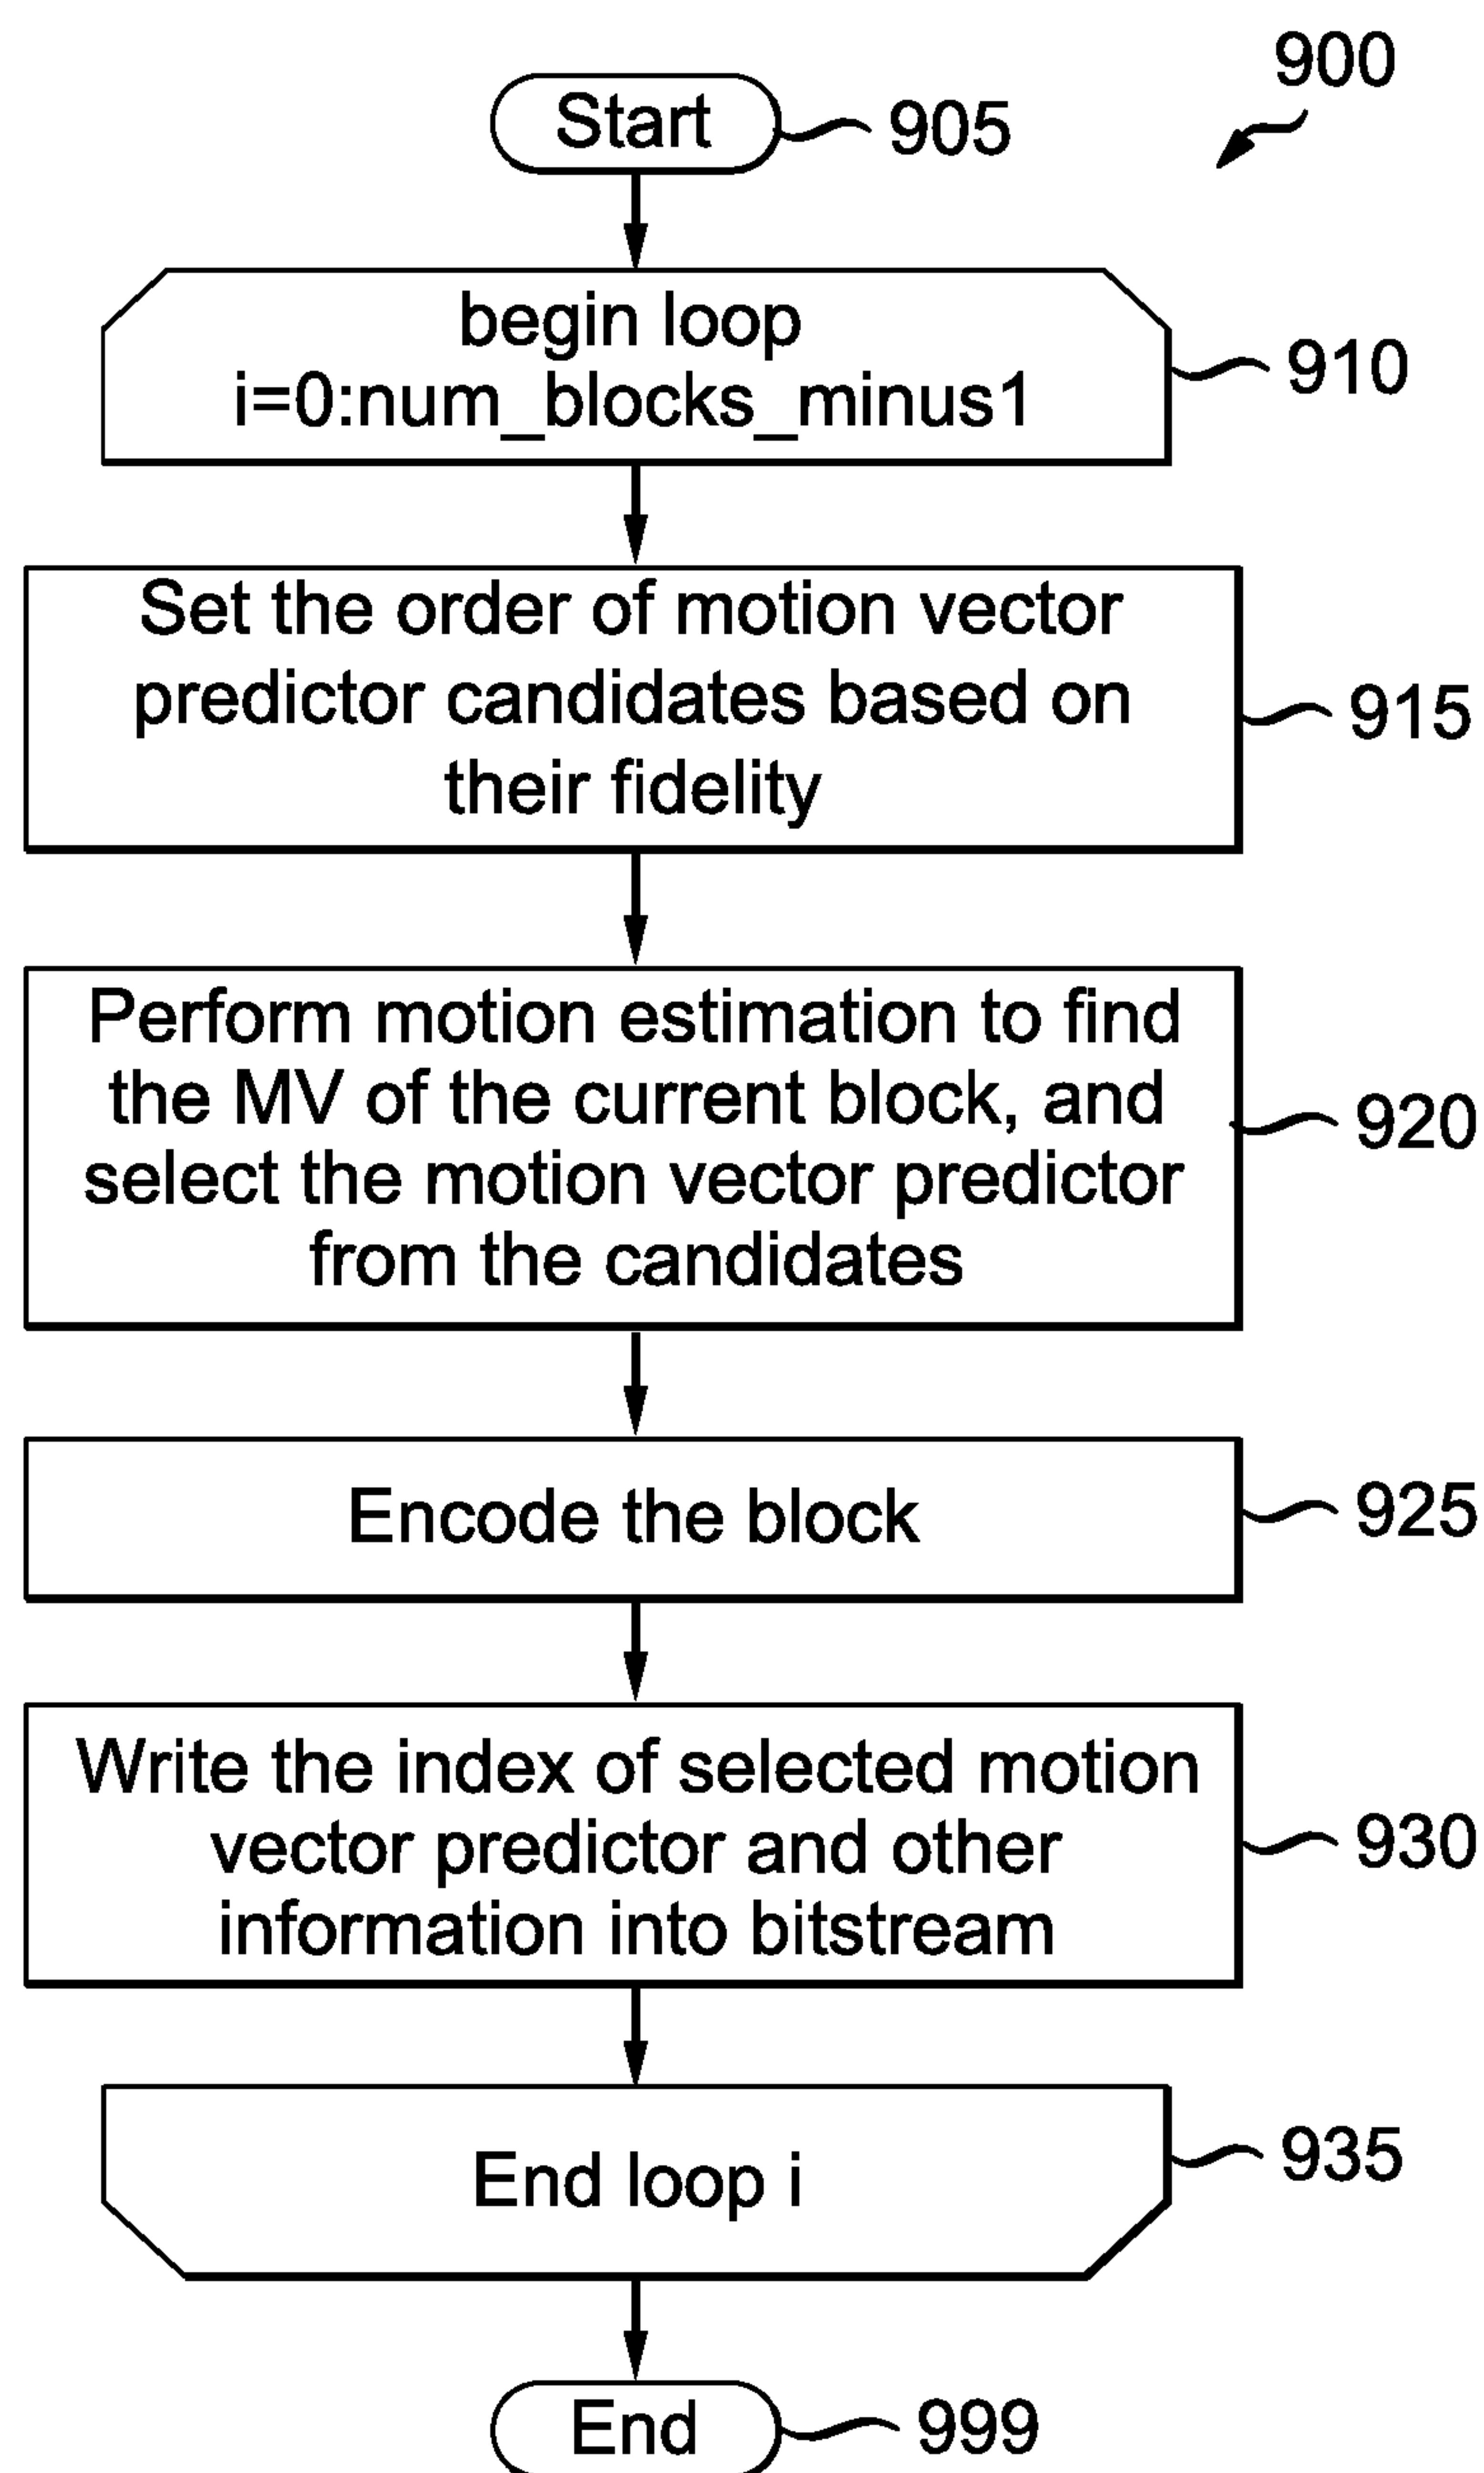 900
Start
905
begin loop
i=0:num_blocks_minus1
910
Set the order of motion vector
predictor candidates based on
their fidelity
915
Perform motion estimation to find
the MV of the current block, and
select the motion vector predictor
from the candidates
920
Encode the block
925
Write the index of selected motion
vector predictor and other
information into bitstream
930
End loop i
935
End
999